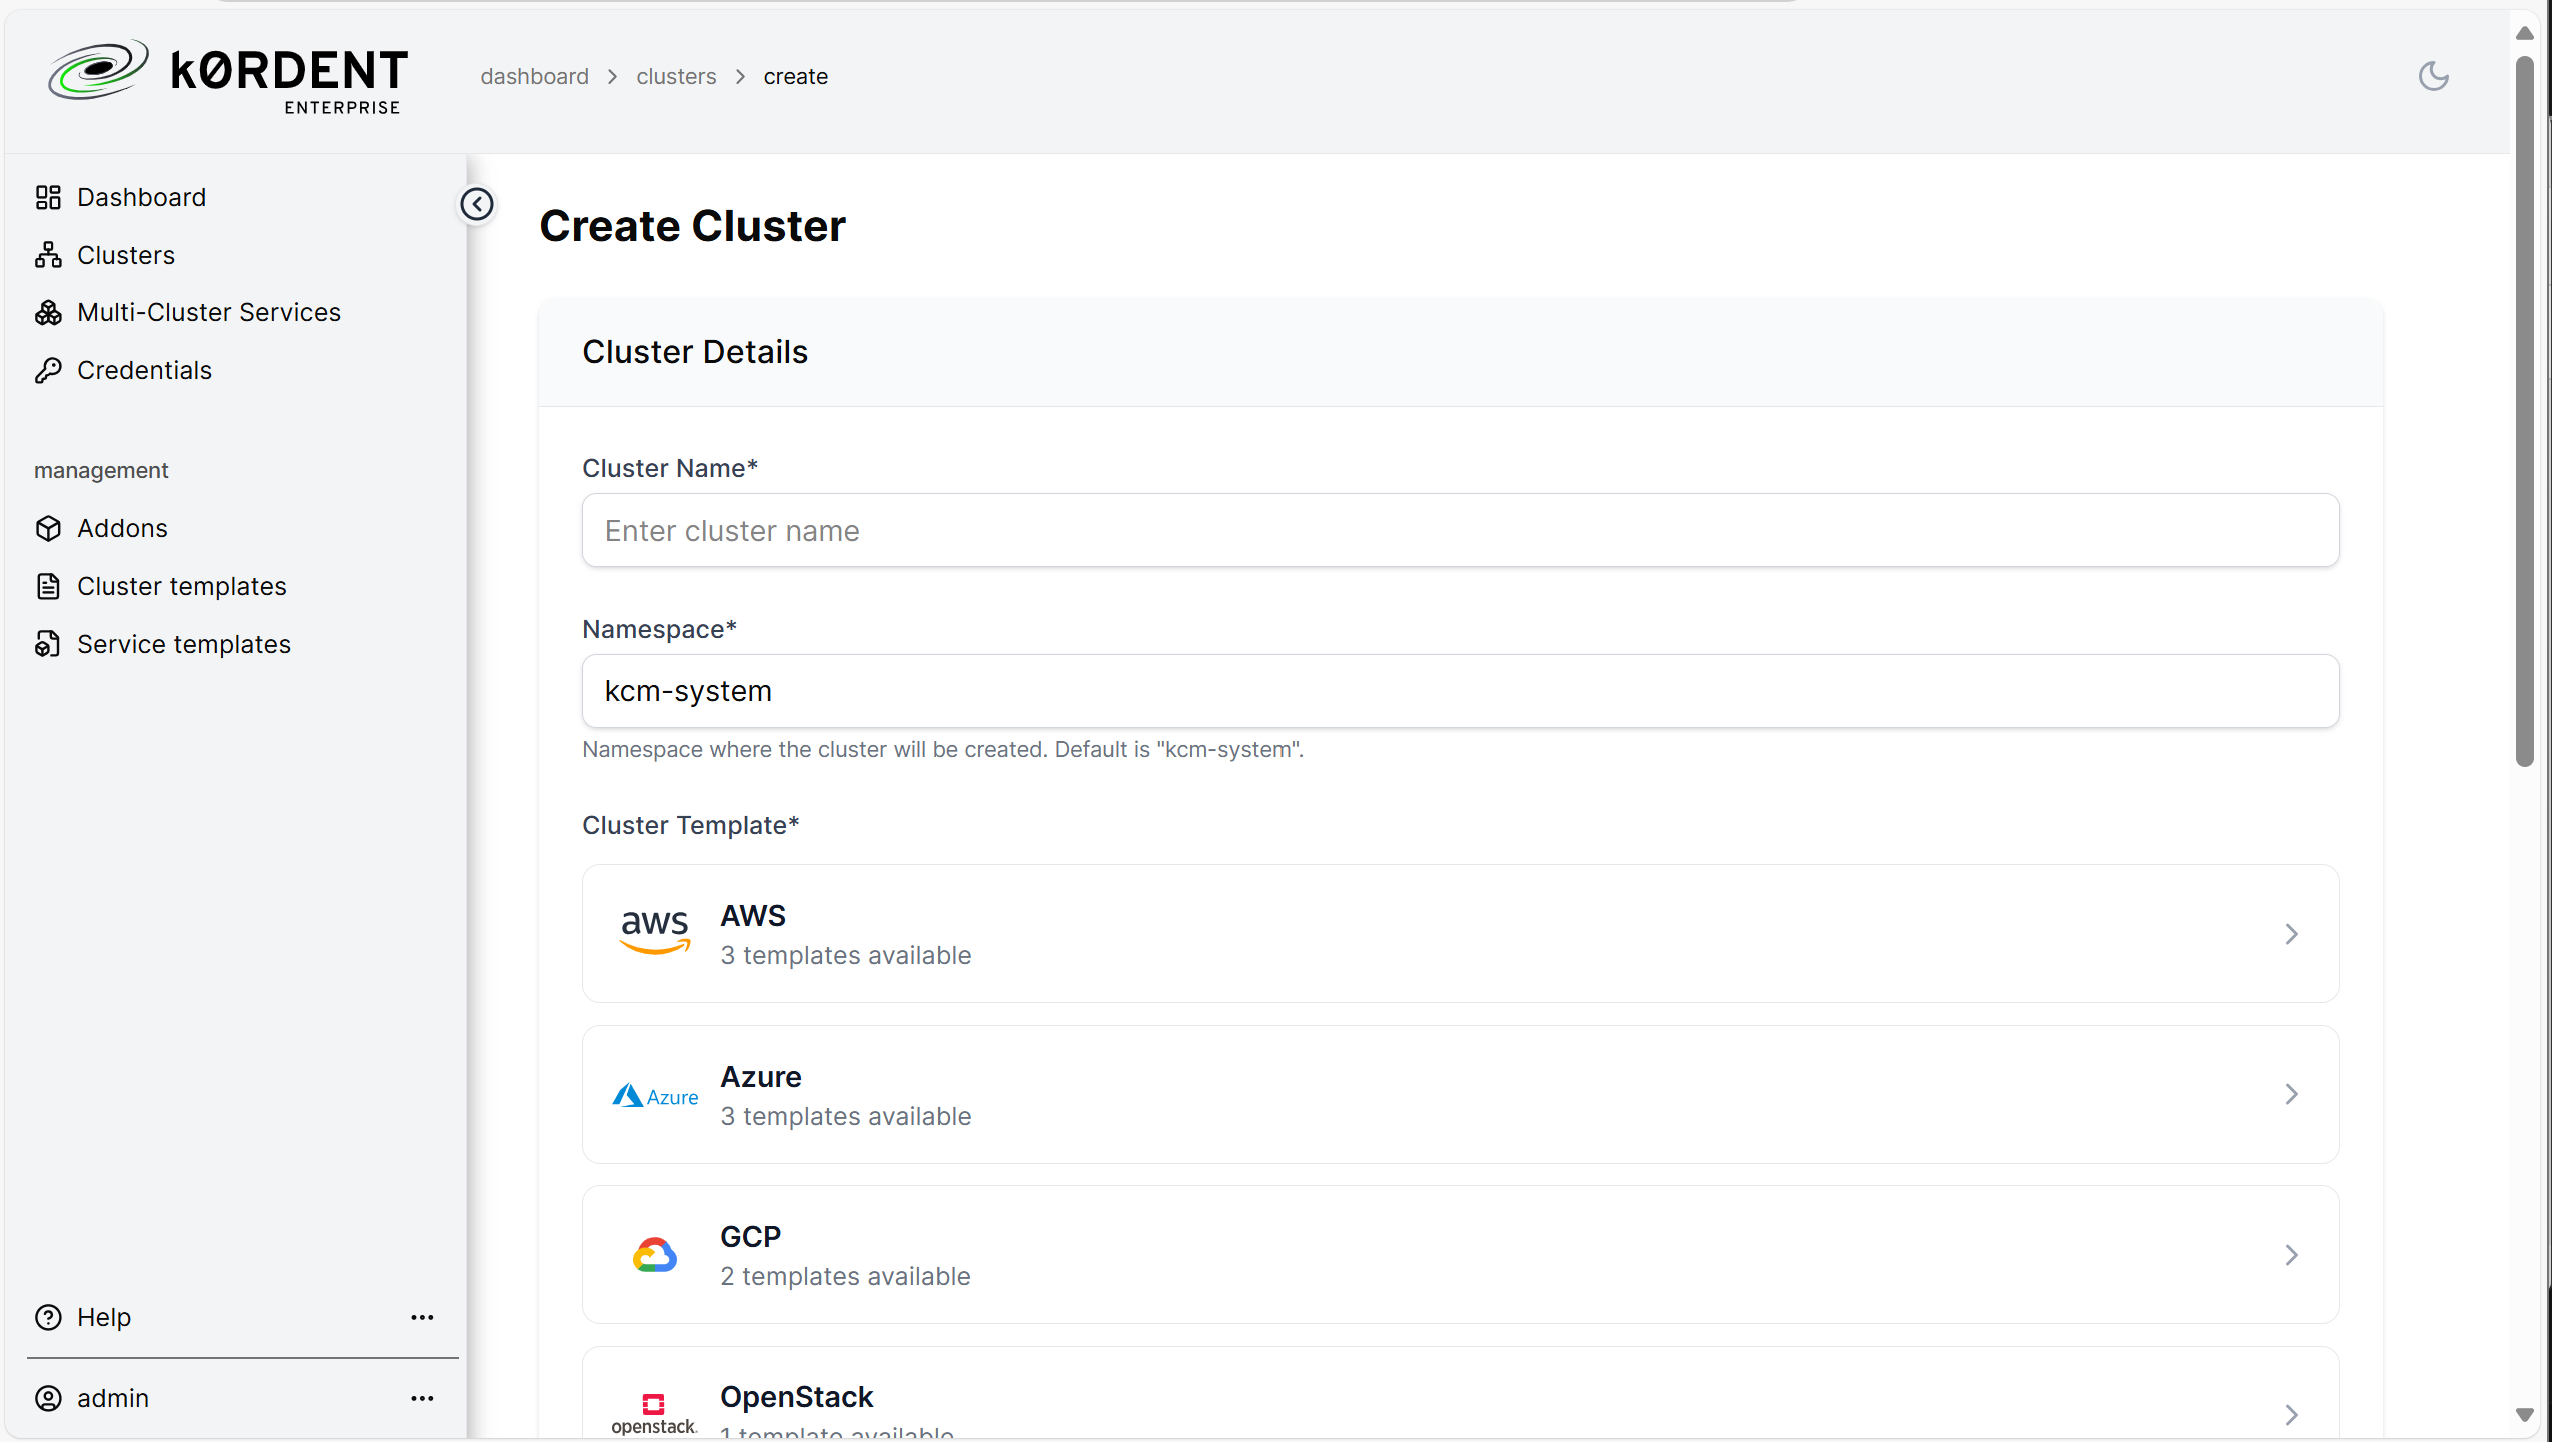 kØRDENT
ENTERPRISE
dashboard > clusters > create
Dashboard
Clusters
Multi-Cluster Services
Credentials
management
Addons
Cluster templates
Service templates
Help
admin
Create Cluster
Cluster Details
Cluster Name*
Enter cluster name
Namespace*
kcm-system
Namespace where the cluster will be created. Default is "kcm-system".
Cluster Template*
aws
AWS
3 templates available
Azure
Azure
3 templates available
GCP
2 templates available
openstack.
OpenStack
1 template available